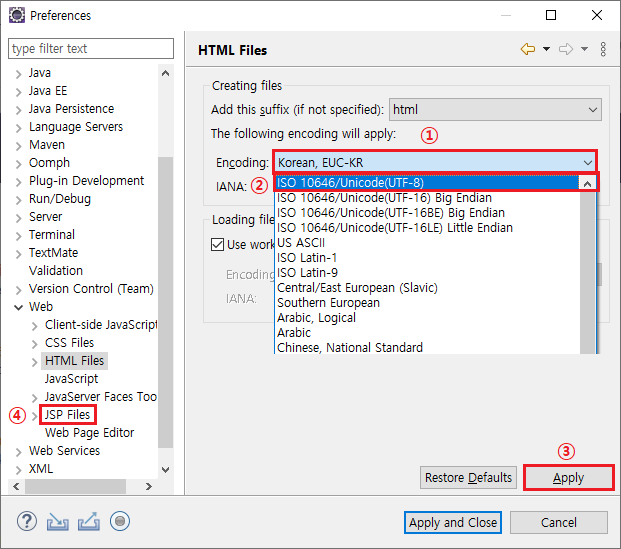 Preferences
type filter text
Java
Java EE
Java Persistence
Language Servers
Maven
Oomph
Plug-in Development
Run/Debug
Server
Terminal
TextMate
Validation
Version Control (Team)
Web
Client-side JavaScript
CSS Files
HTML Files
JavaScript
JavaServer Faces Too
④ JSP Files
Web Page Editor
Web Services
XML
HTML Files
Creating files
Add this suffix (if not specified): html
The following encoding will apply: ①
Encoding: Korean, EUC-KR
IANA: ② ISO 10646/Unicode(UTF-8)
ISO 10646/Unicode(UTF-16) Big Endian
ISO 10646/Unicode(UTF-16BE) Big Endian
ISO 10646/Unicode(UTF-16LE) Little Endian
US ASCII
ISO Latin-1
ISO Latin-9
Central/East European (Slavic)
Southern European
Arabic, Logical
Arabic
Chinese, National Standard
Loading file
Use work
Encoding
IANA:
③
Restore Defaults Apply
? Apply and Close Cancel